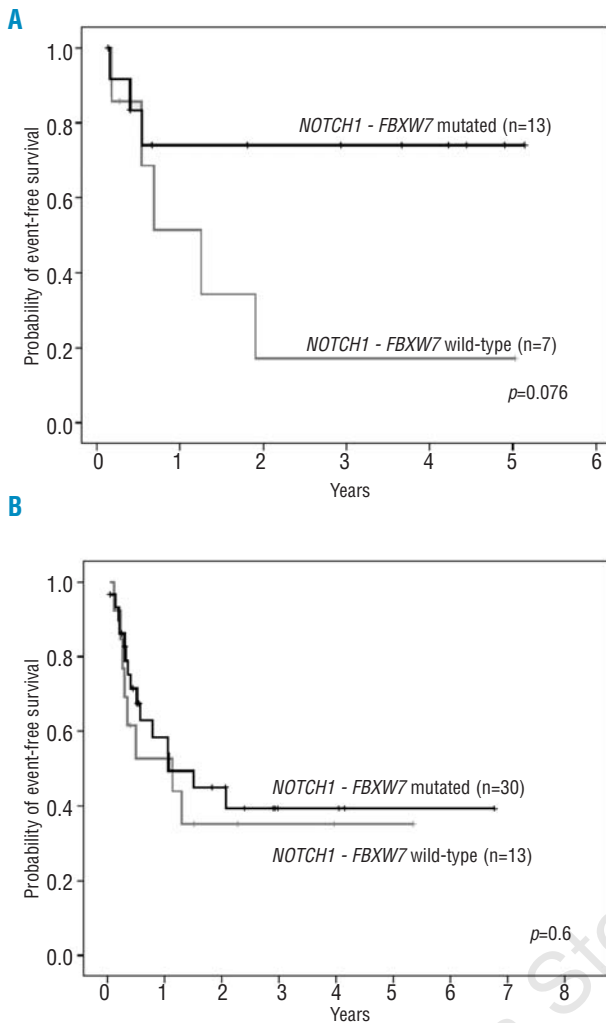 A
Probability of event-free survival
1.0
0.8
0.6
0.4
0.2
0.0
NOTCH1 - FBXW7 mutated (n=13)
NOTCH1 - FBXW7 wild-type (n=7)
p=0.076
0 1 2 3 4 5 6
Years
B
Probability of event-free survival
1.0
0.8
0.6
0.4
0.2
0.0
NOTCH1 - FBXW7 mutated (n=30)
NOTCH1 - FBXW7 wild-type (n=13)
p=0.6
0 1 2 3 4 5 6 7 8
Years